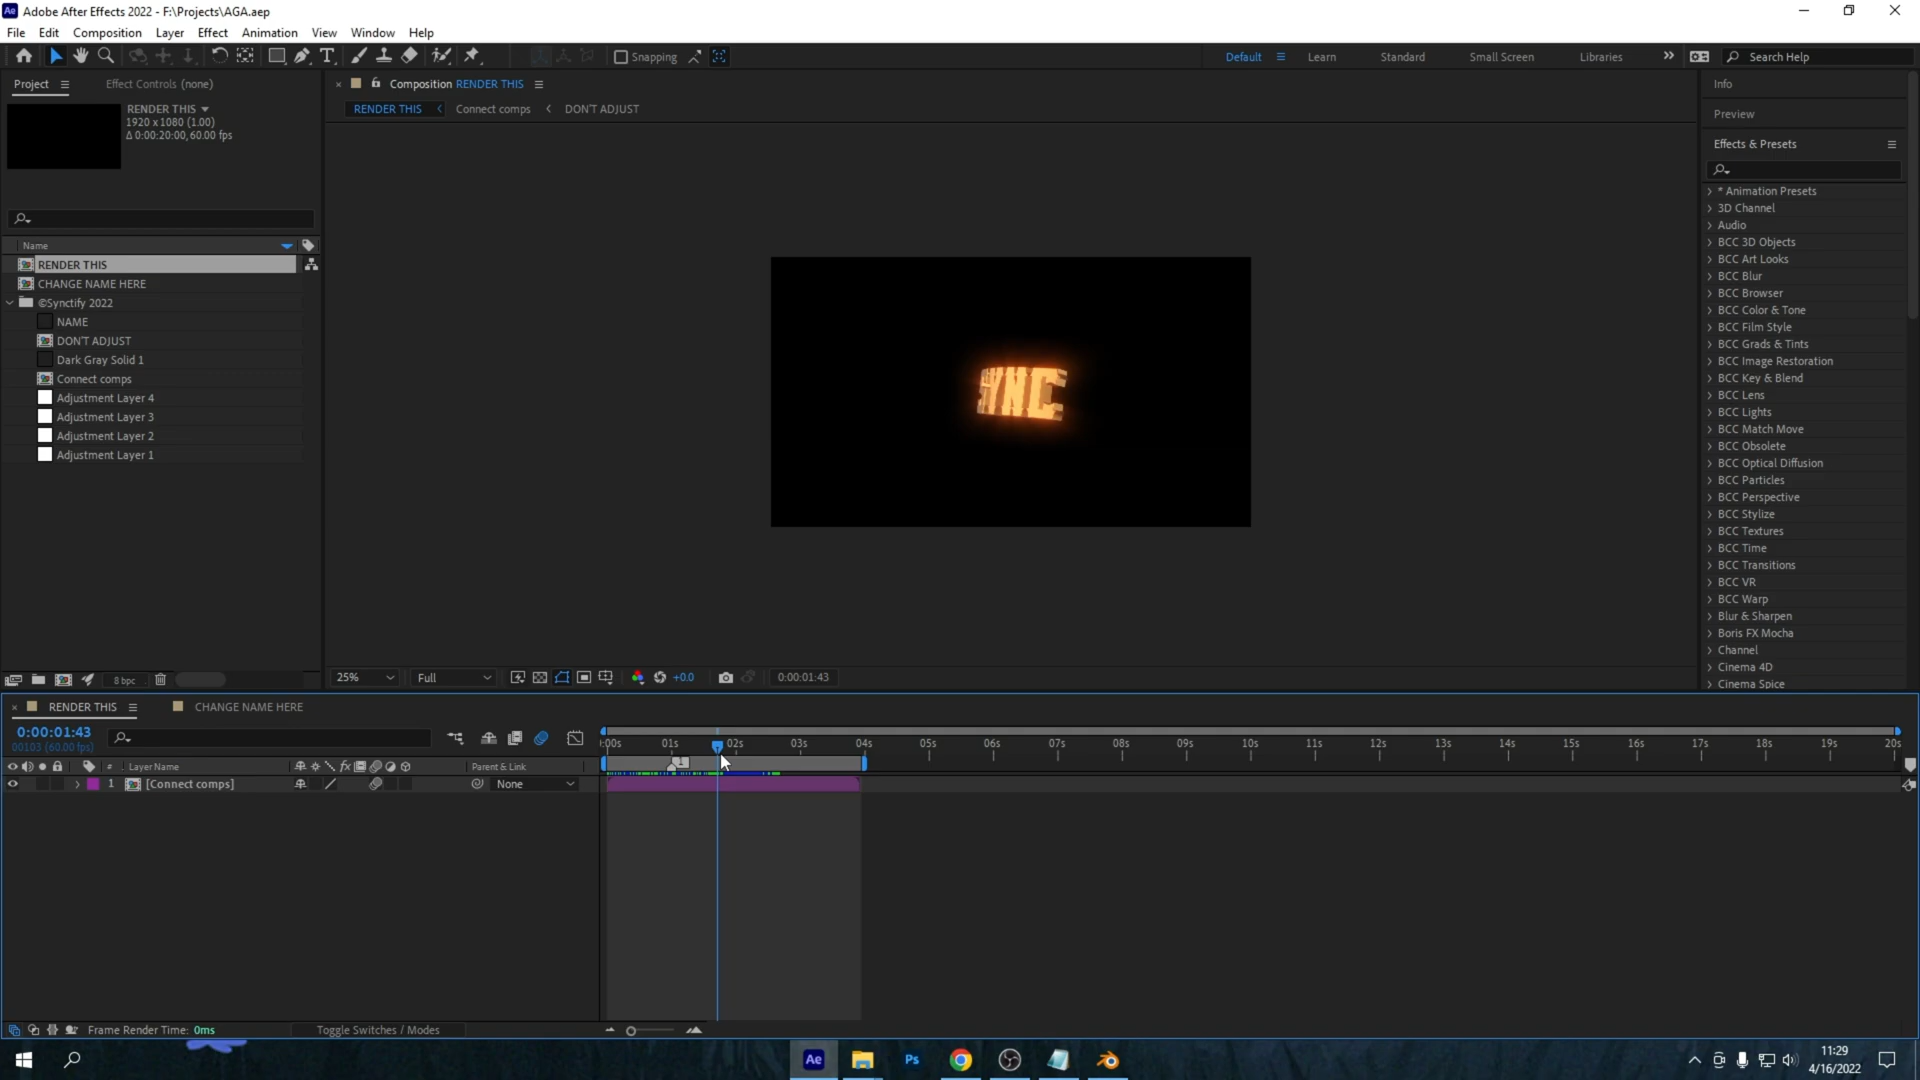 Adobe After Effects 2022 - F:\Projects\AGA.aep
File Edit Composition Layer Effect Animation View Window Help
Snapping
Default Learn Standard Small Screen Libraries Search Help
Project Effect Controls (none)
RENDER THIS
1920 x 1080 (1.00)
Δ 0:00:20:00, 60.00 fps
Name
RENDER THIS
CHANGE NAME HERE
©Synctify 2022
NAME
DON'T ADJUST
Dark Gray Solid 1
Connect comps
Adjustment Layer 4
Adjustment Layer 3
Adjustment Layer 2
Adjustment Layer 1
8 bpc
Composition RENDER THIS
RENDER THIS Connect comps DON'T ADJUST
SYNC
25% Full +0.0 0:00:01:43
Info
Preview
Effects & Presets
* Animation Presets
3D Channel
Audio
BCC 3D Objects
BCC Art Looks
BCC Blur
BCC Browser
BCC Color & Tone
BCC Film Style
BCC Grads & Tints
BCC Image Restoration
BCC Key & Blend
BCC Lens
BCC Lights
BCC Match Move
BCC Obsolete
BCC Optical Diffusion
BCC Particles
BCC Perspective
BCC Stylize
BCC Textures
BCC Time
BCC Transitions
BCC VR
BCC Warp
Blur & Sharpen
Boris FX Mocha
Channel
Cinema 4D
Cinema Spice
RENDER THIS CHANGE NAME HERE
0:00:01:43
00103 (60.00 fps)
:00s 01s 02s 03s 04s 05s 06s 07s 08s 09s 10s 11s 12s 13s 14s 15s 16s 17s 18s 19s 20s
# Layer Name Parent & Link
1
1 [Connect comps] None
Frame Render Time: 0ms Toggle Switches / Modes
Ae Ps
11:29
4/16/2022